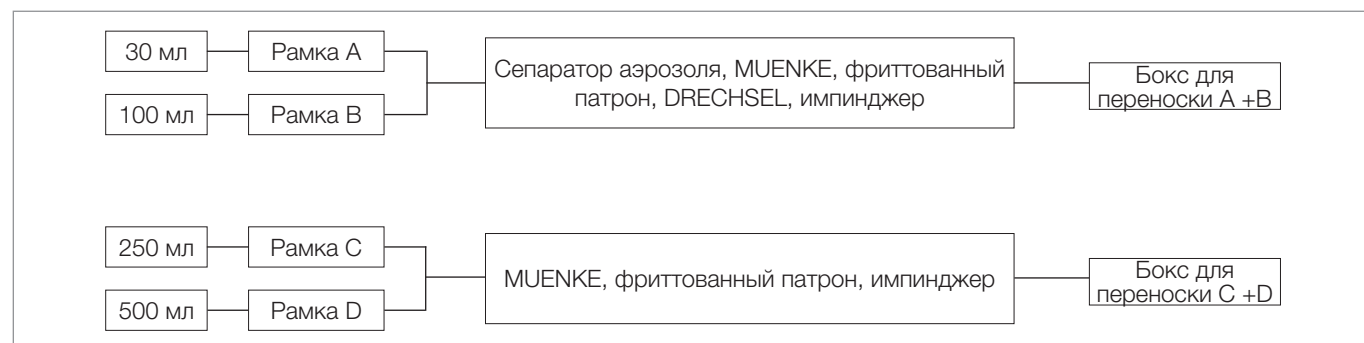 30 мл
Рамка A
100 мл
Рамка B
Сепаратор аэрозоля, MUENKE, фриттованный
патрон, DRECHSEL, импинджер
Бокс для
переноски A +B
250 мл
Рамка C
500 мл
Рамка D
MUENKE, фриттованный патрон, импинджер
Бокс для
переноски C +D